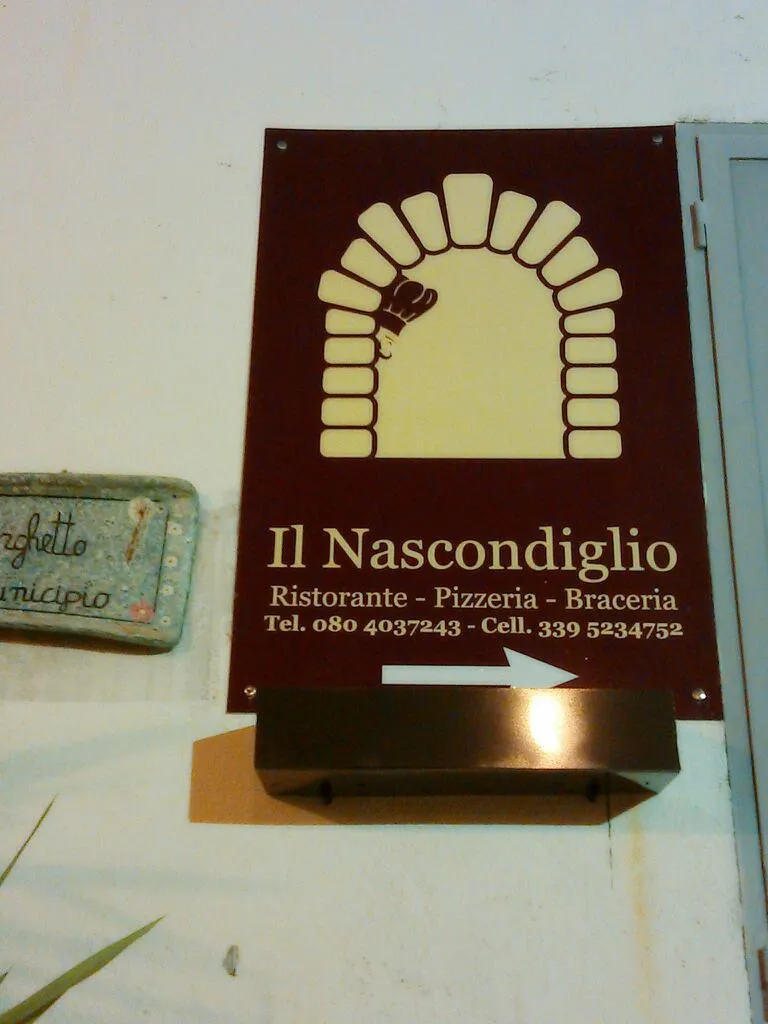 Il Nascondiglio
Ristorante - Pizzeria - Braceria
Tel. 080 4037243 - Cell. 339 5234752